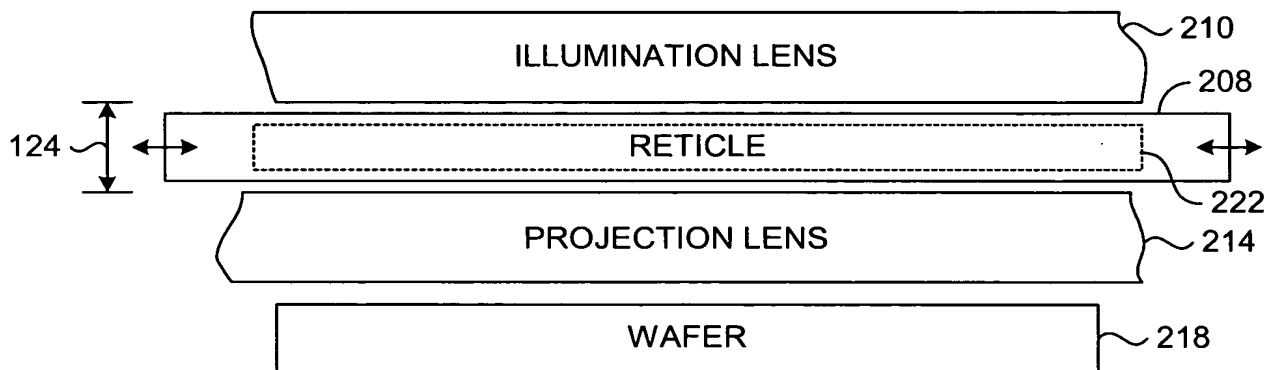 210
ILLUMINATION LENS
208
124
RETICLE
222
PROJECTION LENS
214
WAFER
218